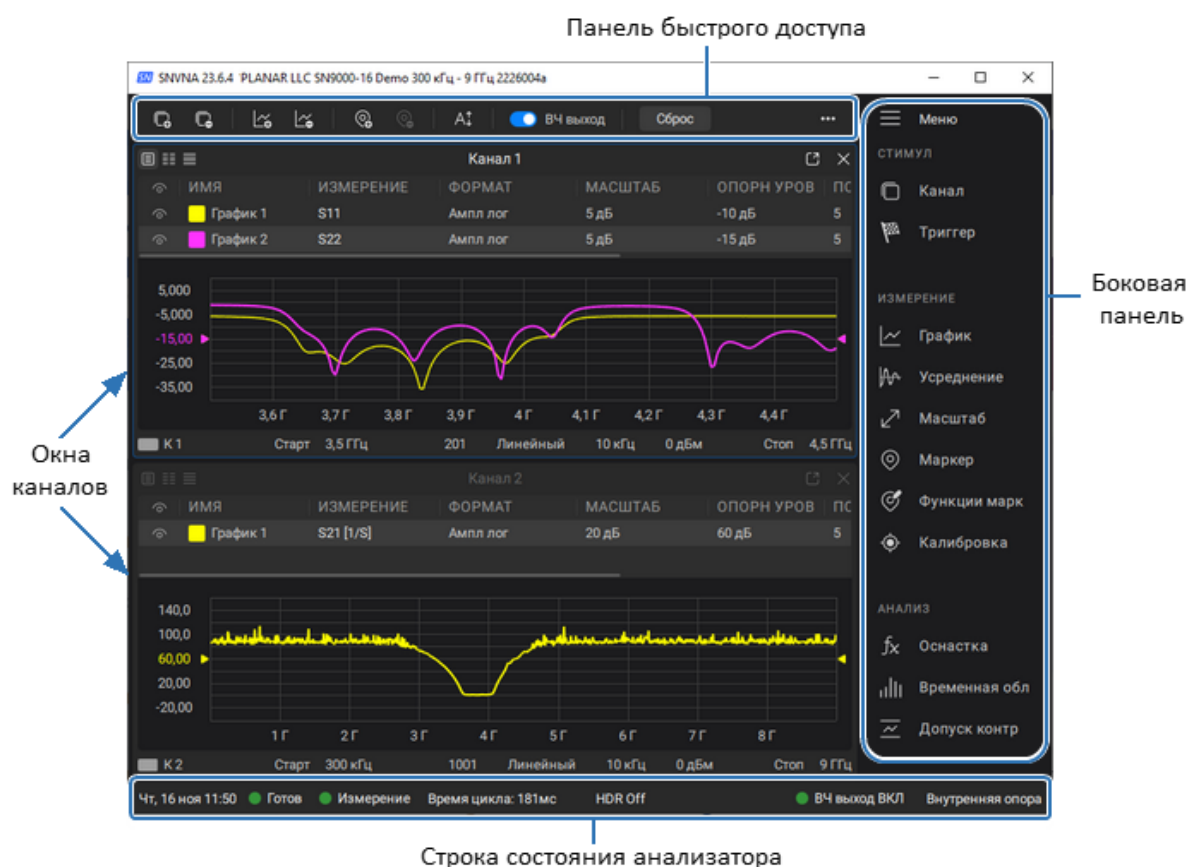 Панель быстрого доступа
SNVNA 23.6.4 PLANAR LLC SN9000-16 Demo 300 кГц - 9 ГГц 2226004a
ВЧ выход Сброс
Меню
СТИМУЛ
Канал
Триггер
ИЗМЕРЕНИЕ
График
Усреднение
Масштаб
Маркер
Функции марк
Калибровка
АНАЛИЗ
Оснастка
Временная обл
Допуск контр
Боковая
панель
Окна
каналов
Канал 1
ИМЯ ИЗМЕРЕНИЕ ФОРМАТ МАСШТАБ ОПОРН УРОВ ПО
График 1 S11 Ампл лог 5 дБ -10 дБ 5
График 2 S22 Ампл лог 5 дБ -15 дБ 5
5,000
-5,000
-15,00
-25,00
-35,00
3,6 Г 3,7 Г 3,8 Г 3,9 Г 4 Г 4,1 Г 4,2 Г 4,3 Г 4,4 Г
К 1 Старт 3,5 ГГц 201 Линейный 10 кГц 0 дБм Стоп 4,5 ГГц
Канал 2
ИМЯ ИЗМЕРЕНИЕ ФОРМАТ МАСШТАБ ОПОРН УРОВ ПО
График 1 S21 [1/S] Ампл лог 20 дБ 60 дБ 5
140,0
100,0
60,00
20,00
-20,00
1 Г 2 Г 3 Г 4 Г 5 Г 6 Г 7 Г 8 Г
К 2 Старт 300 кГц 1001 Линейный 10 кГц 0 дБм Стоп 9 ГГц
Чт, 16 ноя 11:50 Готов Измерение Время цикла: 181мс HDR Off ВЧ выход ВКЛ Внутренняя опора
Строка состояния анализатора